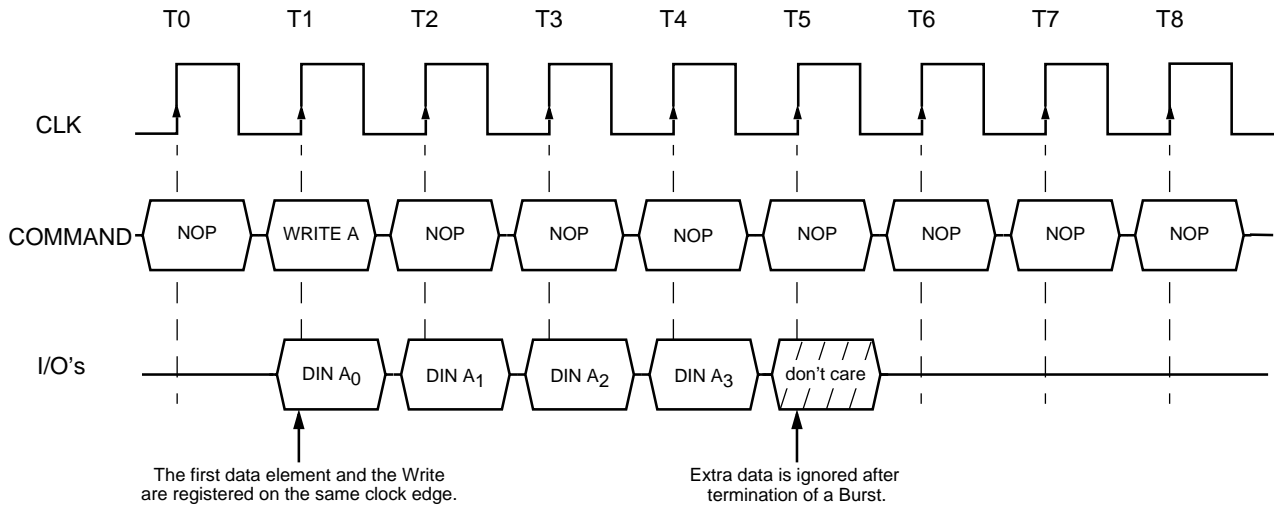 T0 T1 T2 T3 T4 T5 T6 T7 T8
CLK
COMMAND NOP WRITE A NOP NOP NOP NOP NOP NOP NOP
I/O's DIN A0 DIN A1 DIN A2 DIN A3 don't care
The first data element and the Write
are registered on the same clock edge.
Extra data is ignored after
termination of a Burst.